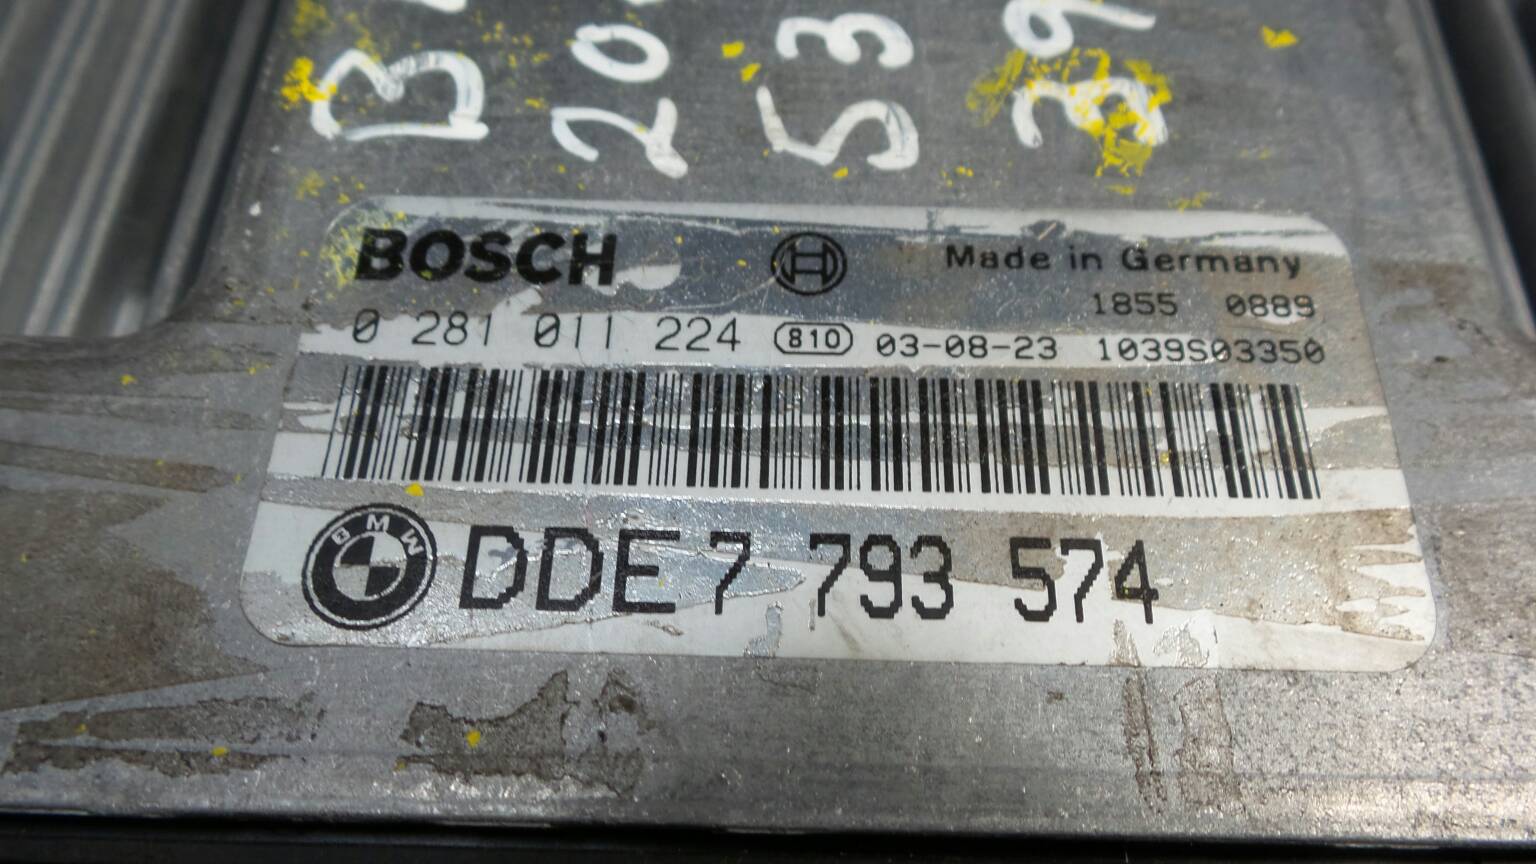 BOSCH Made in Germany
1855 0889
0 281 011 224 810 03-08-23 1039S03350
BMW DDE 7 793 574